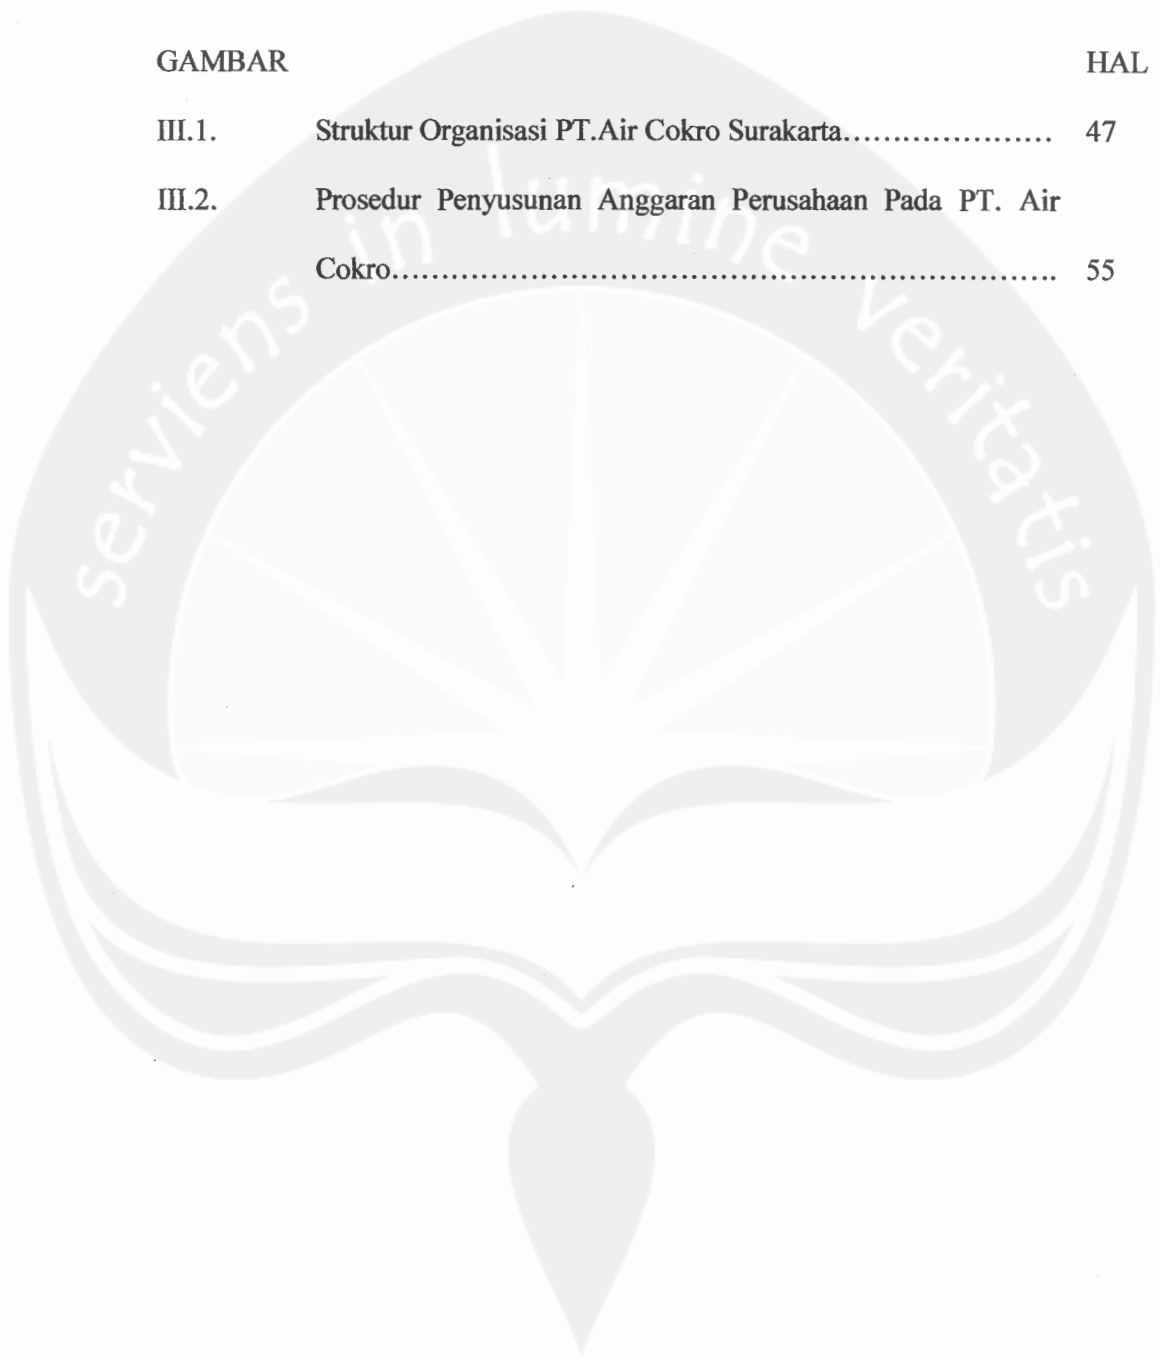 GAMBAR HAL
III.1. Struktur Organisasi PT.Air Cokro Surakarta..................... 47
III.2. Prosedur Penyusunan Anggaran Perusahaan Pada PT. Air
Cokro.................................................................... 55
serviens in lumine veritatis